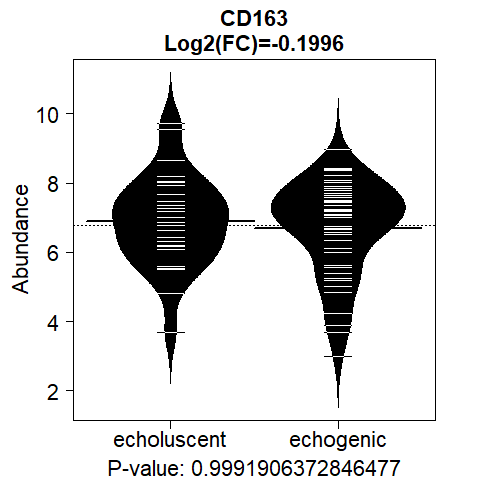 CD163
Log2(FC)=-0.1996
Abundance
10
8
6
4
2
echoluscent echogenic
P-value: 0.9991906372846477